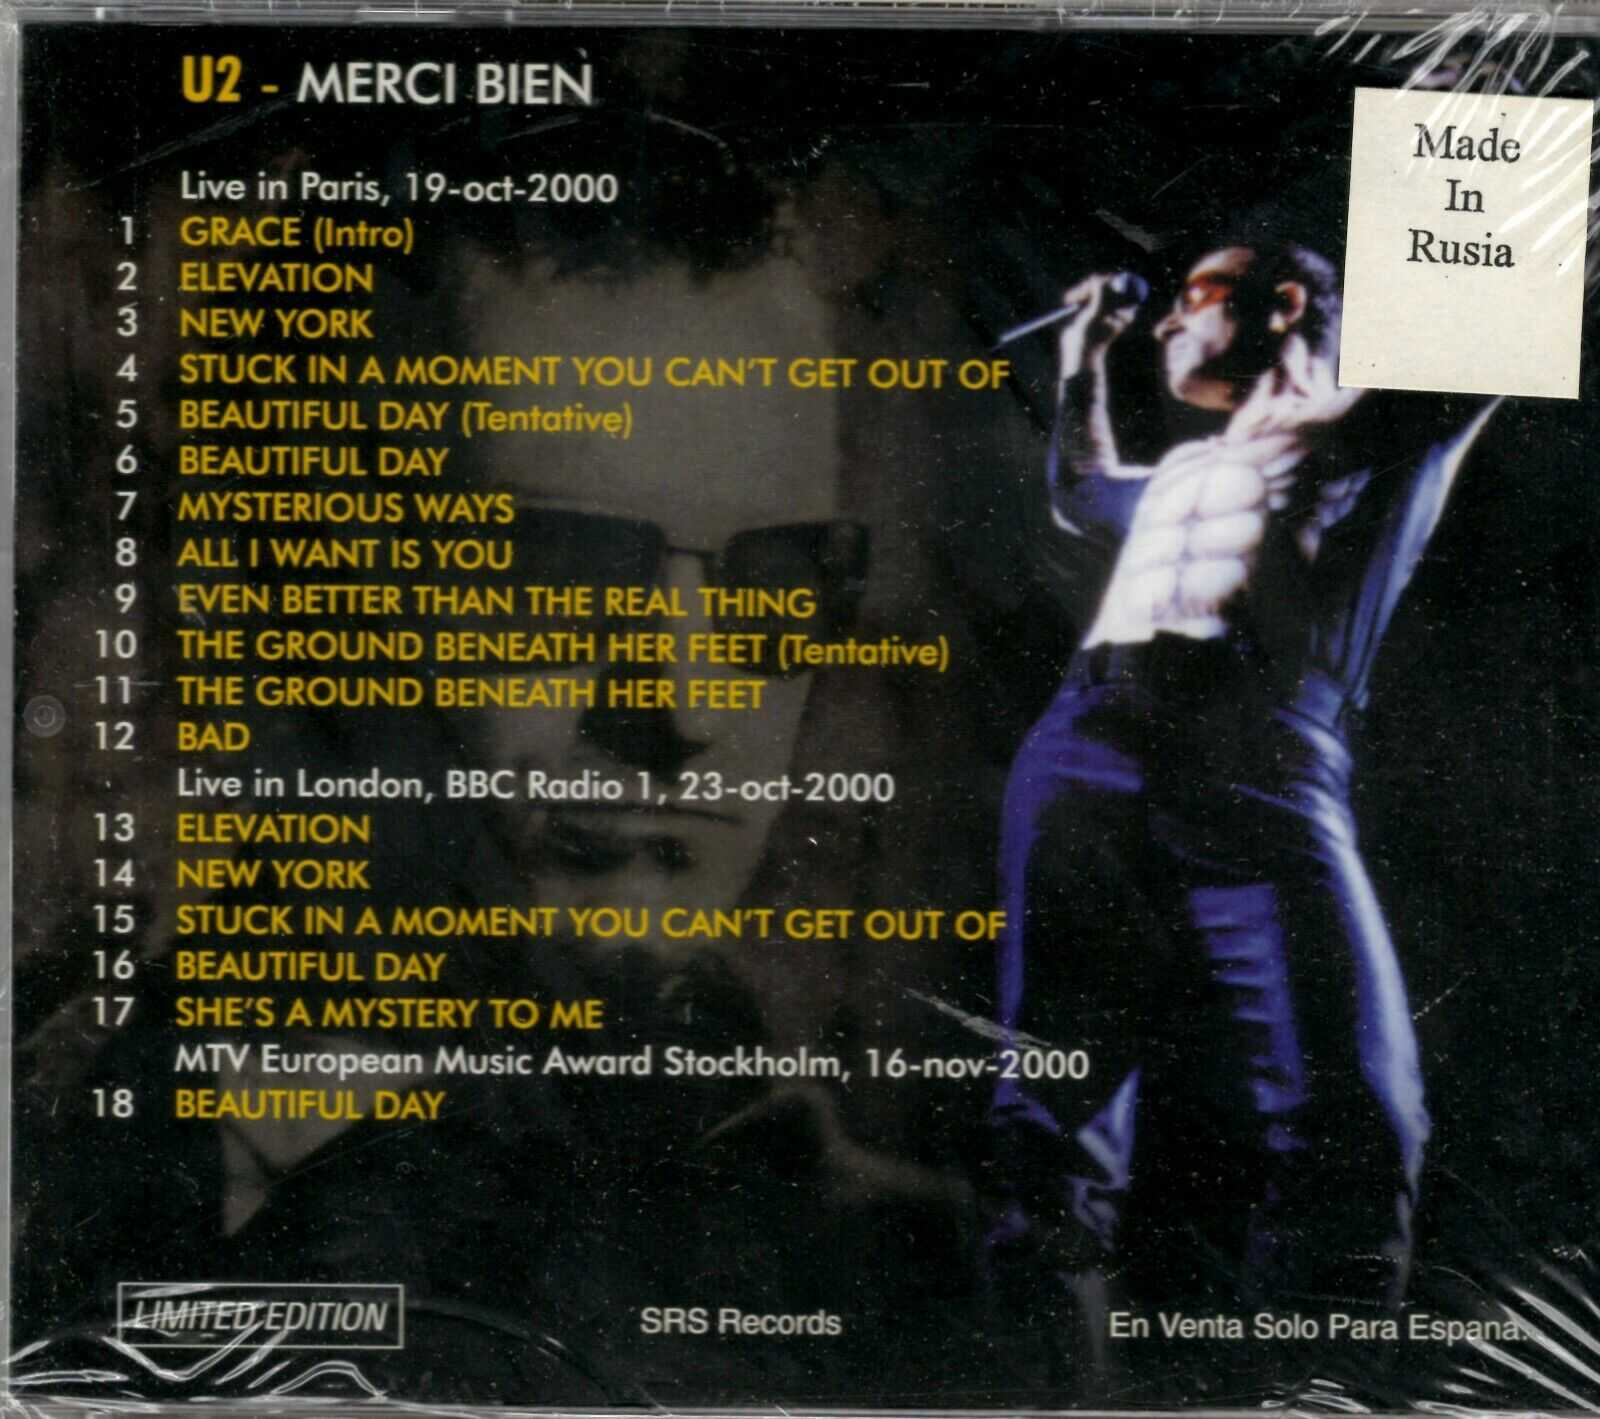 U2 - MERCI BIEN
Made
In
Rusia
Live in Paris, 19-oct-2000
1 GRACE (Intro)
2 ELEVATION
3 NEW YORK
4 STUCK IN A MOMENT YOU CAN'T GET OUT OF
5 BEAUTIFUL DAY (Tentative)
6 BEAUTIFUL DAY
7 MYSTERIOUS WAYS
8 ALL I WANT IS YOU
9 EVEN BETTER THAN THE REAL THING
10 THE GROUND BENEATH HER FEET (Tentative)
11 THE GROUND BENEATH HER FEET
12 BAD
Live in London, BBC Radio 1, 23-oct-2000
13 ELEVATION
14 NEW YORK
15 STUCK IN A MOMENT YOU CAN'T GET OUT OF
16 BEAUTIFUL DAY
17 SHE'S A MYSTERY TO ME
MTV European Music Award Stockholm, 16-nov-2000
18 BEAUTIFUL DAY
LIMITED EDITION
SRS Records
En Venta Solo Para Espana.